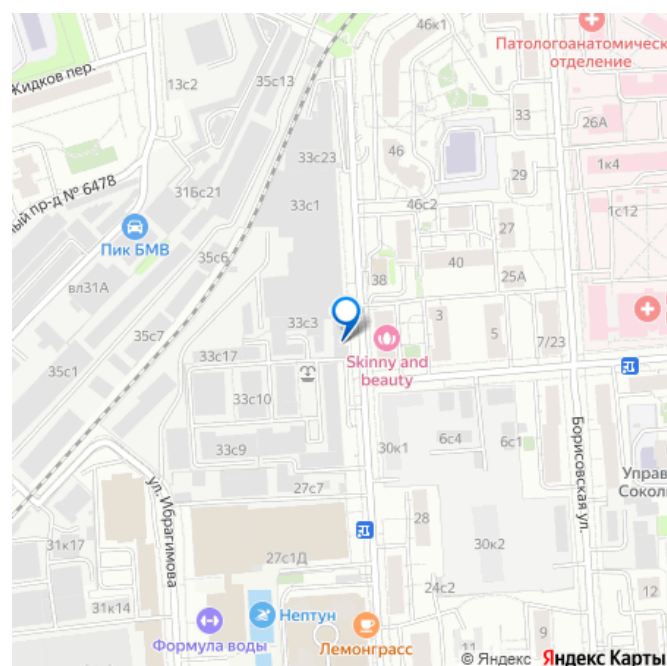 46к1
Патологоанатомическ
отделение
Жидков пер.
13с2
35с13
33
26А
33с23
46
1к4
ный пр-д № 6478
31Бс21
29
33с1
46с2
1с12
Пик БМВ
27
35с6
40
25А
вл31А
38
33с3
3
35с7
5
7/23
33с17
Skinny and
beauty
35с1
33с10
Борисовская ул.
33с9
30к1
6с4
6с1
Управ
Соколи
ул. Ибрагимова
27с7
28
30к2
31к17
27с1Д
24с2
12
31к14
Нептун
11
9
Формула воды
Лемонграсс
© Яндекс Яндекс Карты